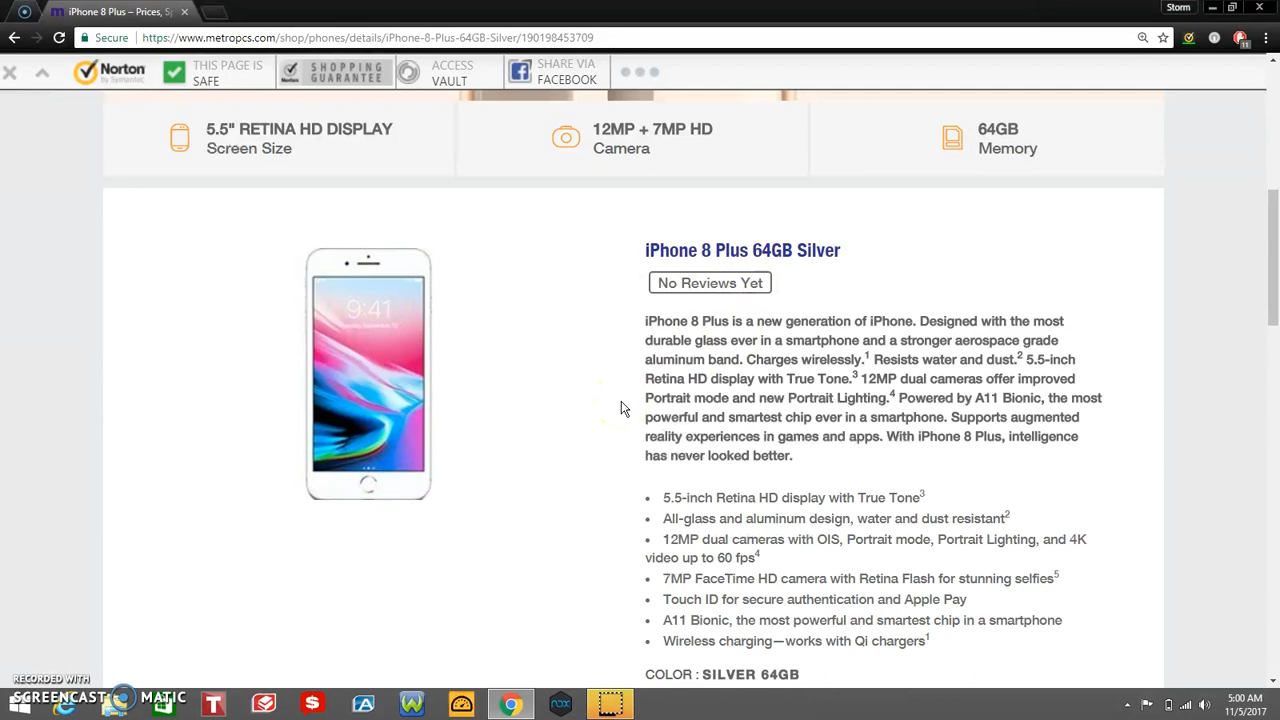 iPhone 8 Plus – Prices, Sp
Storm
Secure
https://www.metropcs.com/shop/phones/details/iPhone-8-Plus-64GB-Silver/190198453709
11
Norton
by Symantec
THIS PAGE IS
SAFE
Norton
SHOPPING
GUARANTEE
ACCESS
VAULT
SHARE VIA
FACEBOOK
5.5" RETINA HD DISPLAY
Screen Size
12MP + 7MP HD
Camera
64GB
Memory
9:41
iPhone 8 Plus 64GB Silver
No Reviews Yet
iPhone 8 Plus is a new generation of iPhone. Designed with the most
durable glass ever in a smartphone and a stronger aerospace grade
aluminum band. Charges wirelessly.1 Resists water and dust.2 5.5-inch
Retina HD display with True Tone.3 12MP dual cameras offer improved
Portrait mode and new Portrait Lighting.4 Powered by A11 Bionic, the most
powerful and smartest chip ever in a smartphone. Supports augmented
reality experiences in games and apps. With iPhone 8 Plus, intelligence
has never looked better.
• 5.5-inch Retina HD display with True Tone3
• All-glass and aluminum design, water and dust resistant2
• 12MP dual cameras with OIS, Portrait mode, Portrait Lighting, and 4K
video up to 60 fps4
• 7MP FaceTime HD camera with Retina Flash for stunning selfies5
• Touch ID for secure authentication and Apple Pay
• A11 Bionic, the most powerful and smartest chip in a smartphone
• Wireless charging—works with Qi chargers1
COLOR : SILVER 64GB
RECORDED WITH
SCREENCAST MATIC
nox
5:00 AM
11/5/2017